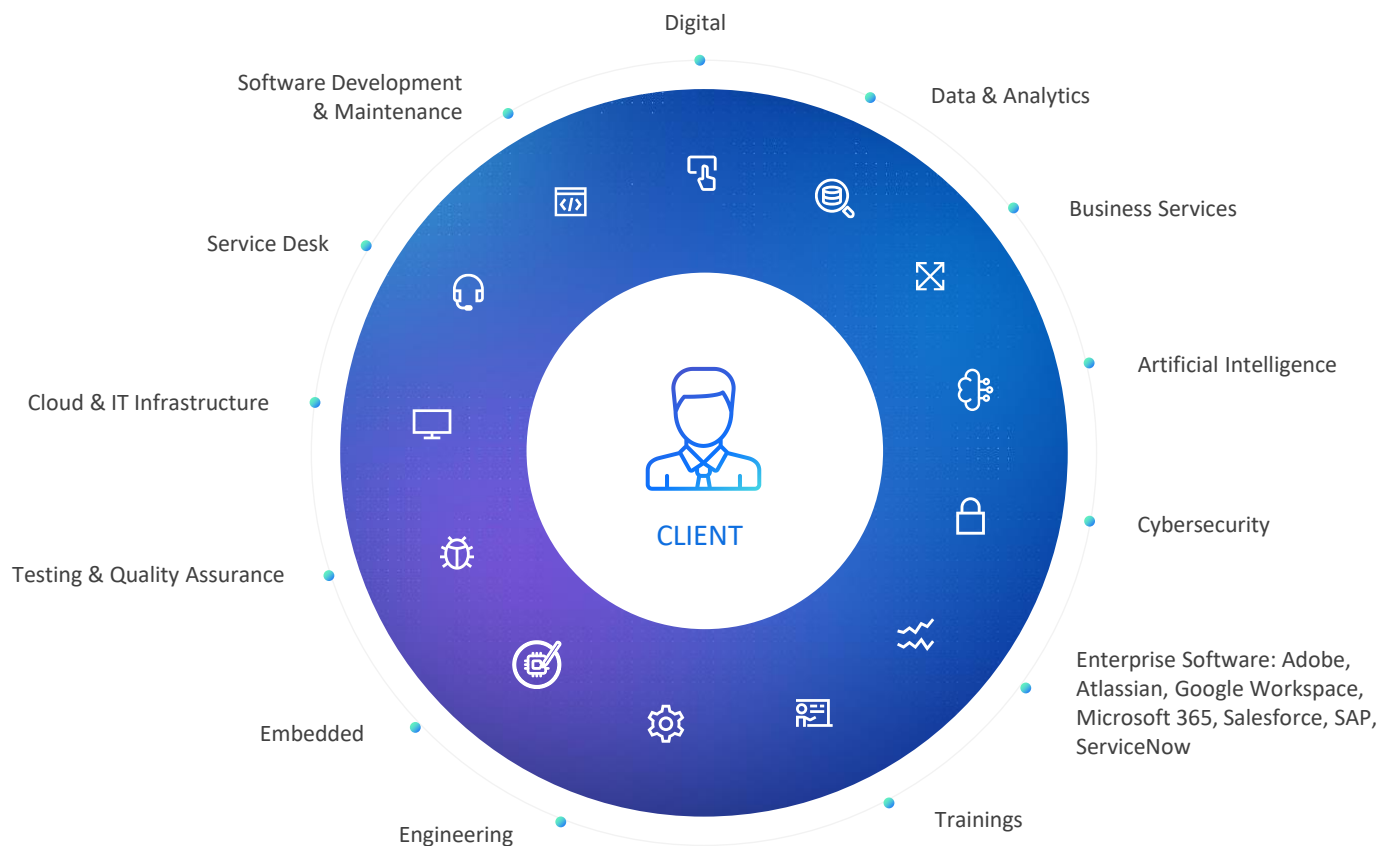 Digital
Data & Analytics
Business Services
Artificial Intelligence
Cybersecurity
Enterprise Software: Adobe,
Atlassian, Google Workspace,
Microsoft 365, Salesforce, SAP,
ServiceNow
Trainings
Engineering
Embedded
Testing & Quality Assurance
Cloud & IT Infrastructure
Service Desk
Software Development
& Maintenance
CLIENT